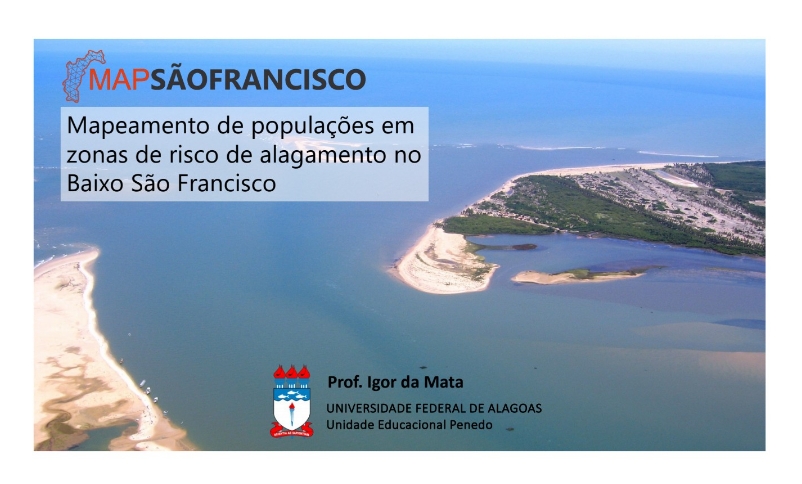 MAPSÃOFRANCISCO
Mapeamento de populações em
zonas de risco de alagamento no
Baixo São Francisco
Prof. Igor da Mata
UNIVERSIDADE FEDERAL DE ALAGOAS
Unidade Educacional Penedo